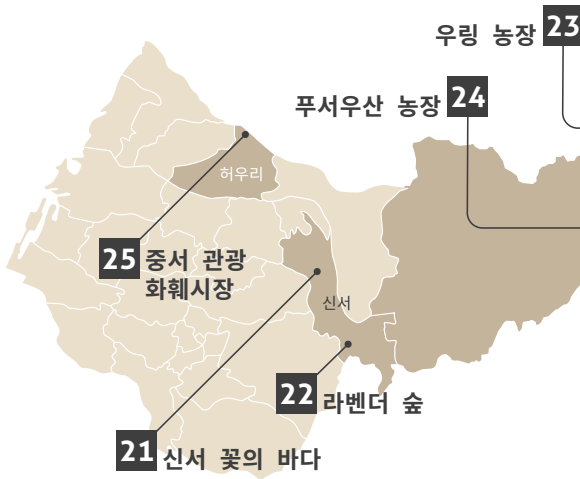 우링 농장 23
푸서우산 농장 24
허우리
25 중서 관광
화훼시장
신서
22 라벤더 숲
21 신서 꽃의 바다